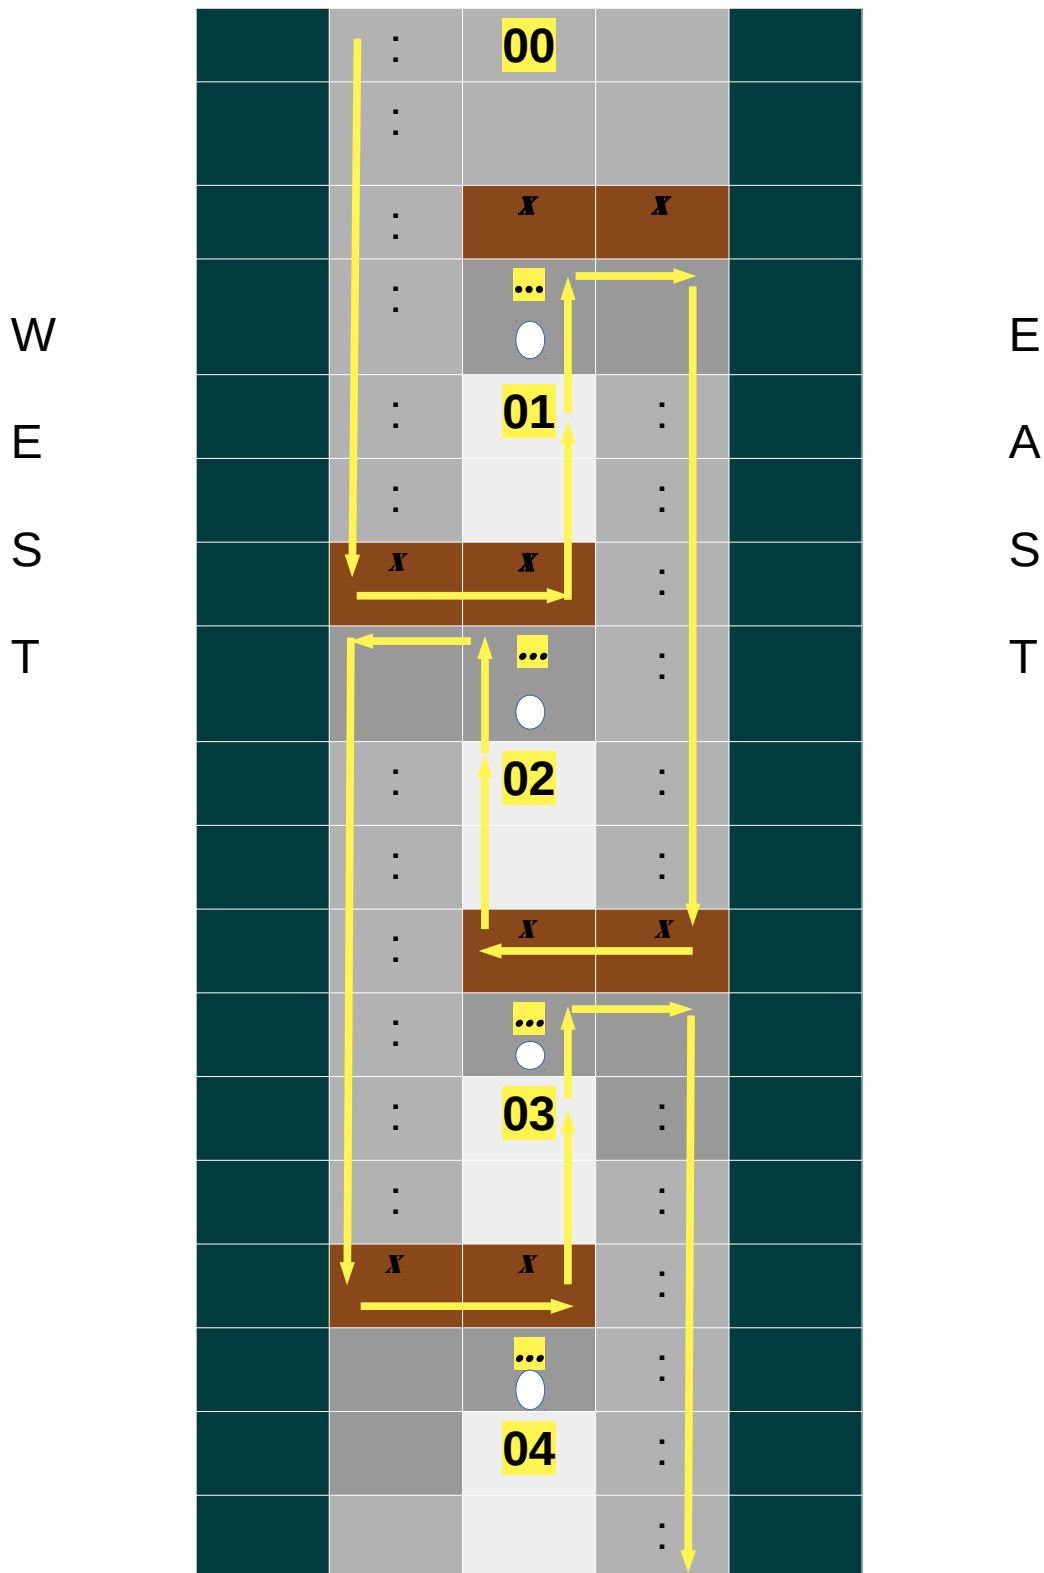 : 00
:
: x x
: ...
W E
: 01 :
E A
: :
S x x : S
T ... : T
: 02 :
: :
: x x
: ...
: 03 :
: :
x x :
... :
04 :
: